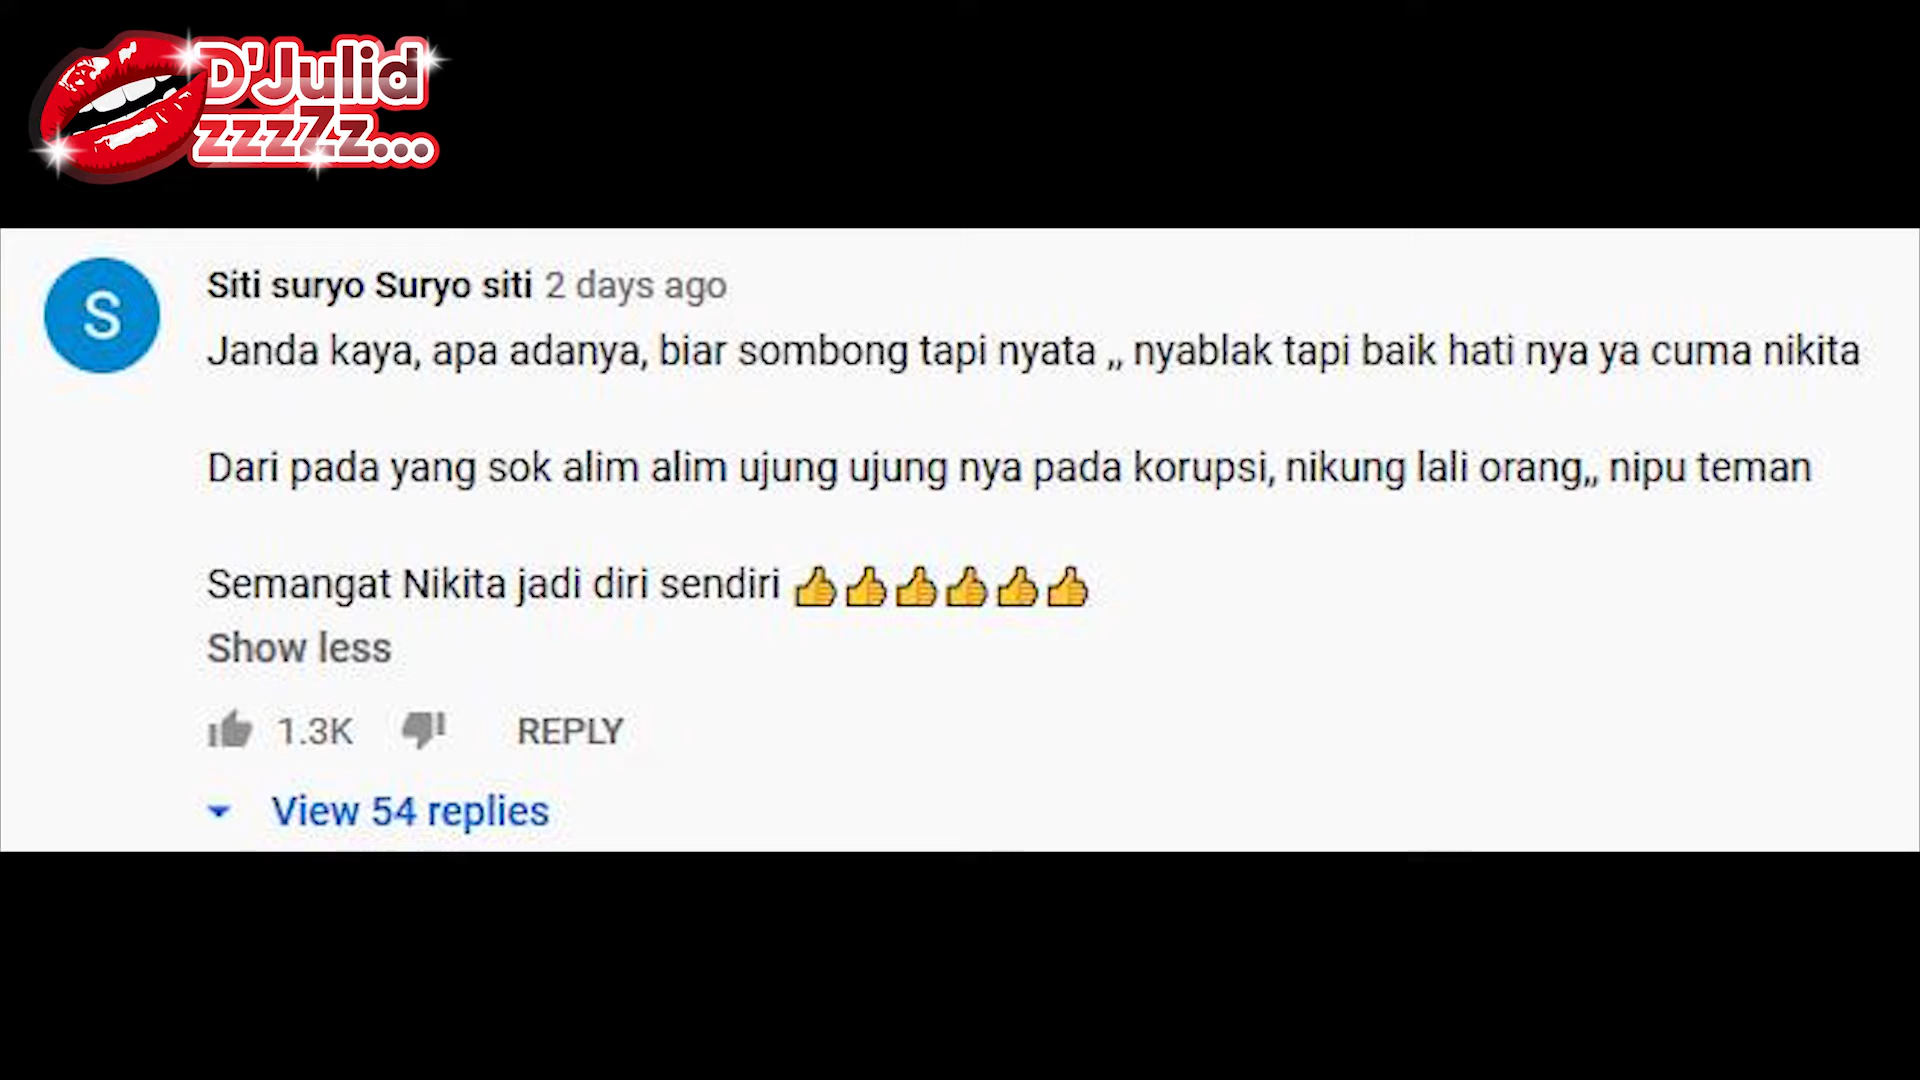 D'Julid
zzzzZz...
Siti suryo Suryo siti 2 days ago
Janda kaya, apa adanya, biar sombong tapi nyata ,, nyablak tapi baik hati nya ya cuma nikita
Dari pada yang sok alim alim ujung ujung nya pada korupsi, nikung lali orang,, nipu teman
Semangat Nikita jadi diri sendiri 👍👍👍👍👍👍
Show less
1.3K REPLY
View 54 replies
S